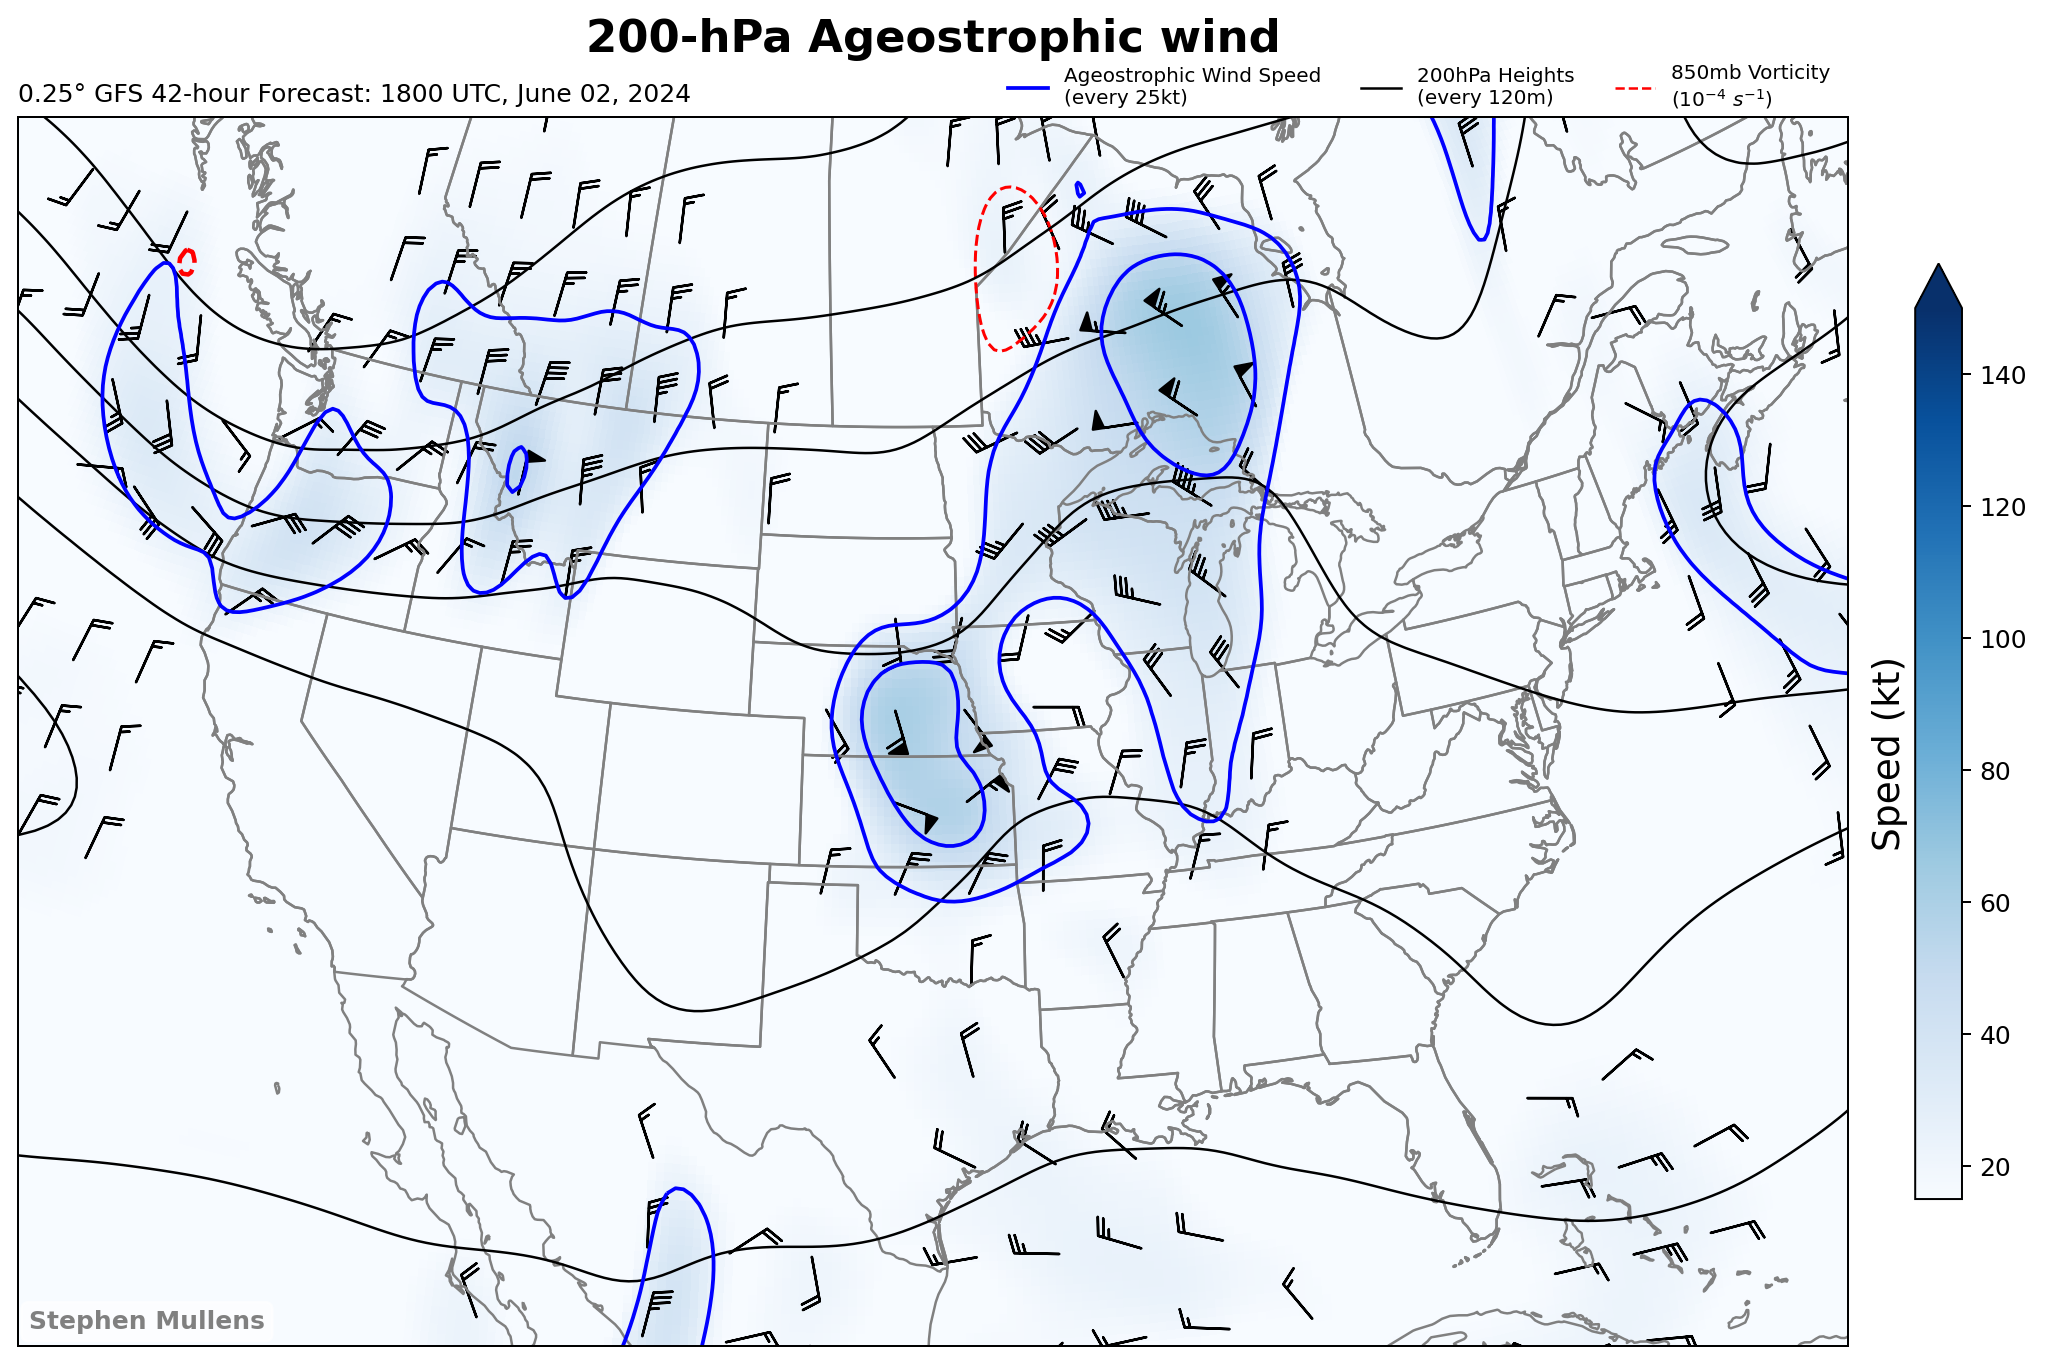 200-hPa Ageostrophic wind
0.25° GFS 42-hour Forecast: 1800 UTC, June 02, 2024
Ageostrophic Wind Speed
(every 25kt)
200hPa Heights
(every 120m)
850mb Vorticity
(10⁻⁴ s⁻¹)
140
120
100
80
60
40
20
Speed (kt)
Stephen Mullens